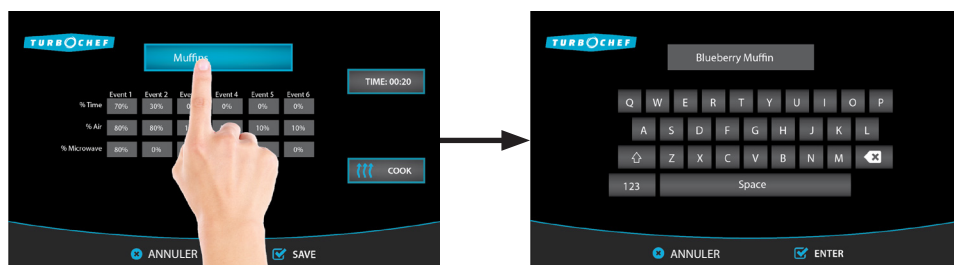 TURBOCHEF
Muffins
TIME: 00:20
Event 1 Event 2 Event 4 Event 5 Event 6
% Time 70% 30% 0% 0% 0%
% Air 80% 80% 10% 10%
% Microwave 80% 0% 0%
COOK
ANNULER SAVE
TURBOCHEF
Blueberry Muffin
Q W E R T Y U I O P
A S D F G H J K L
Z X C V B N M
123 Space
ANNULER ENTER